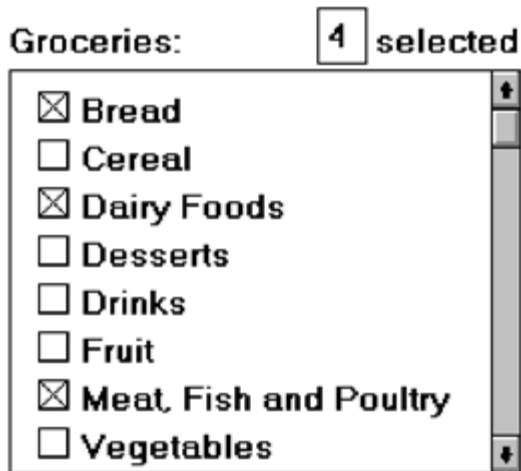 Groceries: 4 selected
Bread
Cereal
Dairy Foods
Desserts
Drinks
Fruit
Meat, Fish and Poultry
Vegetables